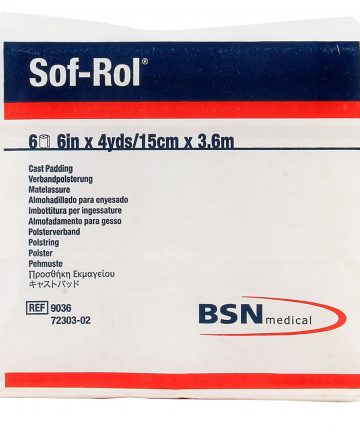 Sof-Rol®
6 6in x 4yds/15cm x 3.6m
Cast Padding
Verbandpolsterung
Matelassure
Almohadillado para enyesado
Imbottitura per ingessature
Almofadamento para gesso
Polsterverband
Polstring
Polster
Pehmuste
Προσθήκη Εκμαγείου
キャストパッド
REF 9036
72303-02
BSN medical